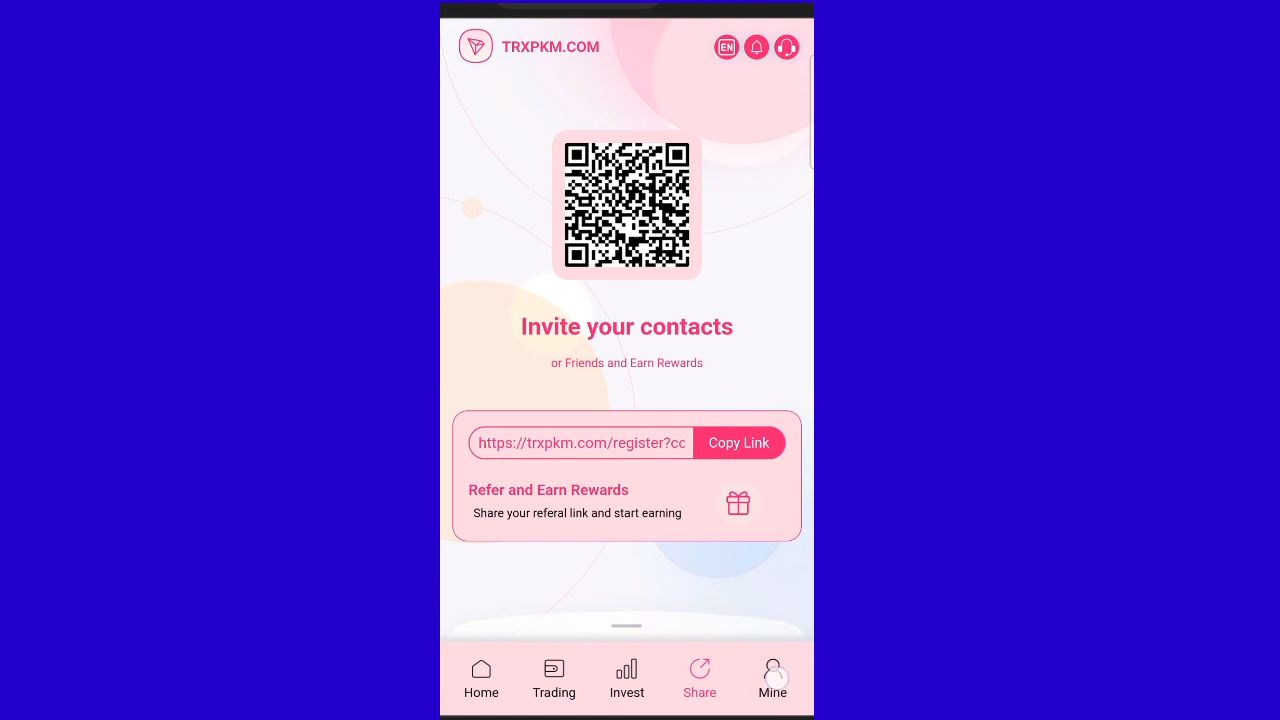 TRXPKM.COM
EN
Invite your contacts
or Friends and Earn Rewards
https://trxpkm.com/register?cc
Copy Link
Refer and Earn Rewards
Share your referal link and start earning
Home
Trading
Invest
Share
Mine